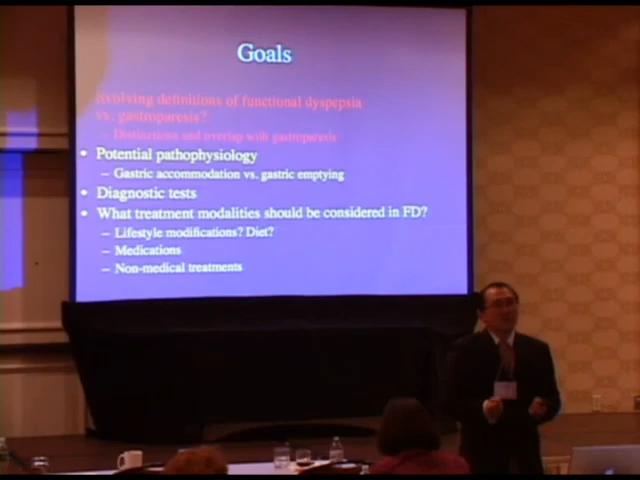 Goals
Evolving definitions of functional dyspepsia
vs. gastroparesis?
– Distinctions and overlap with gastroparesis
• Potential pathophysiology
– Gastric accommodation vs. gastric emptying
• Diagnostic tests
• What treatment modalities should be considered in FD?
– Lifestyle modifications? Diet?
– Medications
– Non-medical treatments